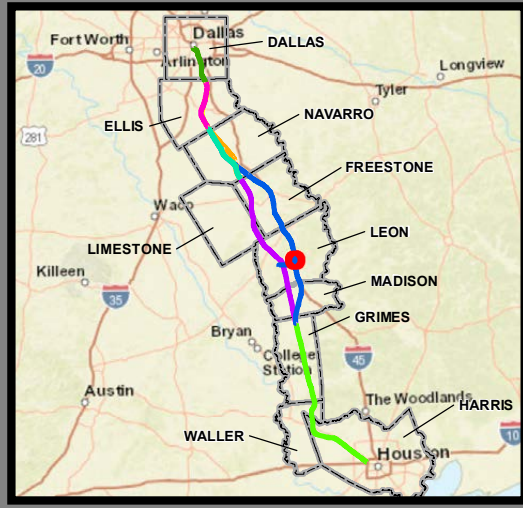 Dallas
Fort Worth
DALLAS
Arlington
Longview
20
Tyler
NAVARRO
ELLIS
281
FREESTONE
Waco
LEON
LIMESTONE
Killeen
MADISON
35
GRIMES
Bryan
College
Station
45
Austin
The Woodlands
HARRIS
10
WALLER
Houston